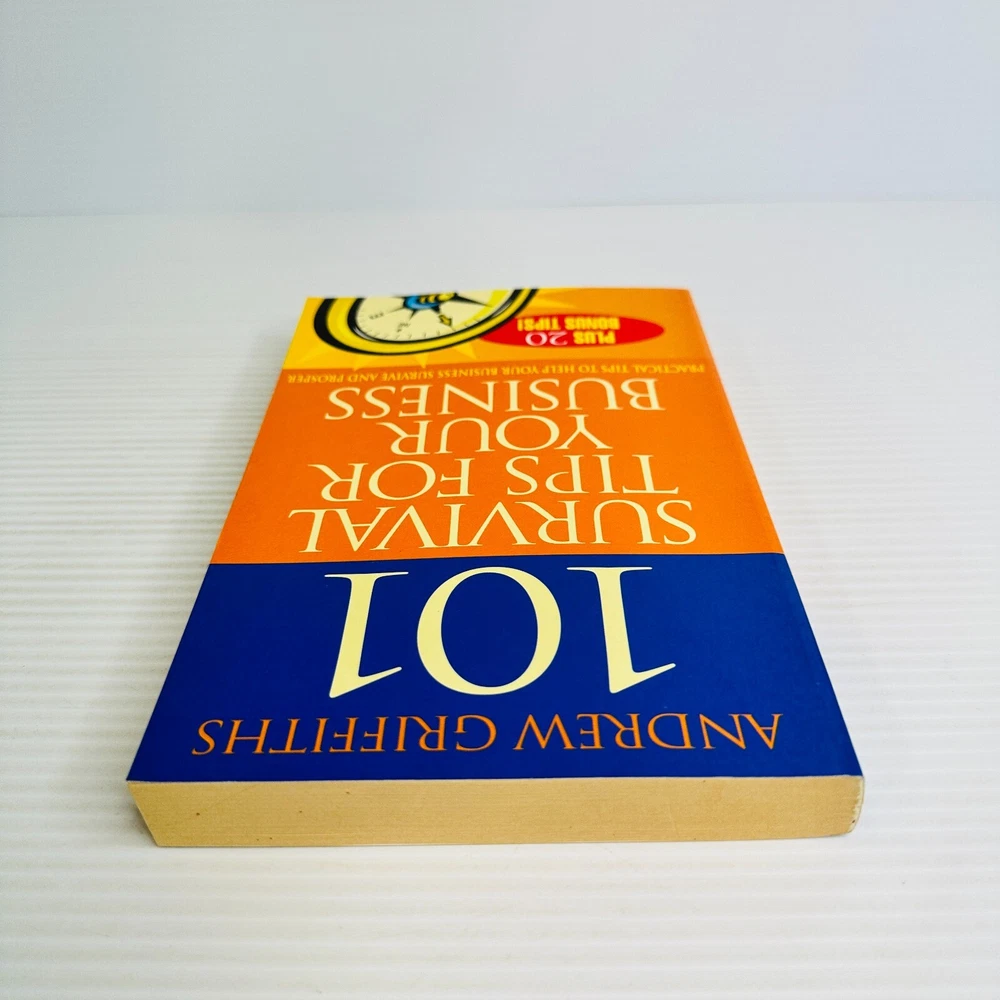 ANDREW GRIFFITHS
101
SURVIVAL
TIPS FOR
YOUR
BUSINESS
PRACTICAL TIPS TO HELP YOUR BUSINESS SURVIVE AND PROSPER
PLUS 20
BONUS TIPS!